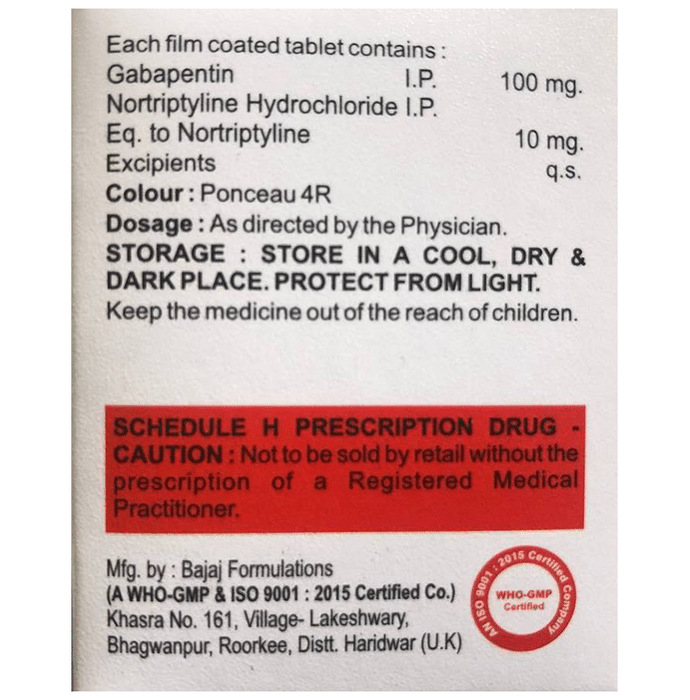 Each film coated tablet contains :
Gabapentin I.P. 100 mg.
Nortriptyline Hydrochloride I.P.
Eq. to Nortriptyline 10 mg.
Excipients q.s.
Colour : Ponceau 4R
Dosage : As directed by the Physician.
STORAGE : STORE IN A COOL, DRY &
DARK PLACE. PROTECT FROM LIGHT.
Keep the medicine out of the reach of children.
SCHEDULE H PRESCRIPTION DRUG -
CAUTION : Not to be sold by retail without the
prescription of a Registered Medical
Practitioner.
Mfg. by : Bajaj Formulations
(A WHO-GMP & ISO 9001 : 2015 Certified Co.)
Khasra No. 161, Village- Lakeshwary,
Bhagwanpur, Roorkee, Distt. Haridwar (U.K)
AN ISO 9001 : 2015 Certified Company
WHO-GMP
Certified